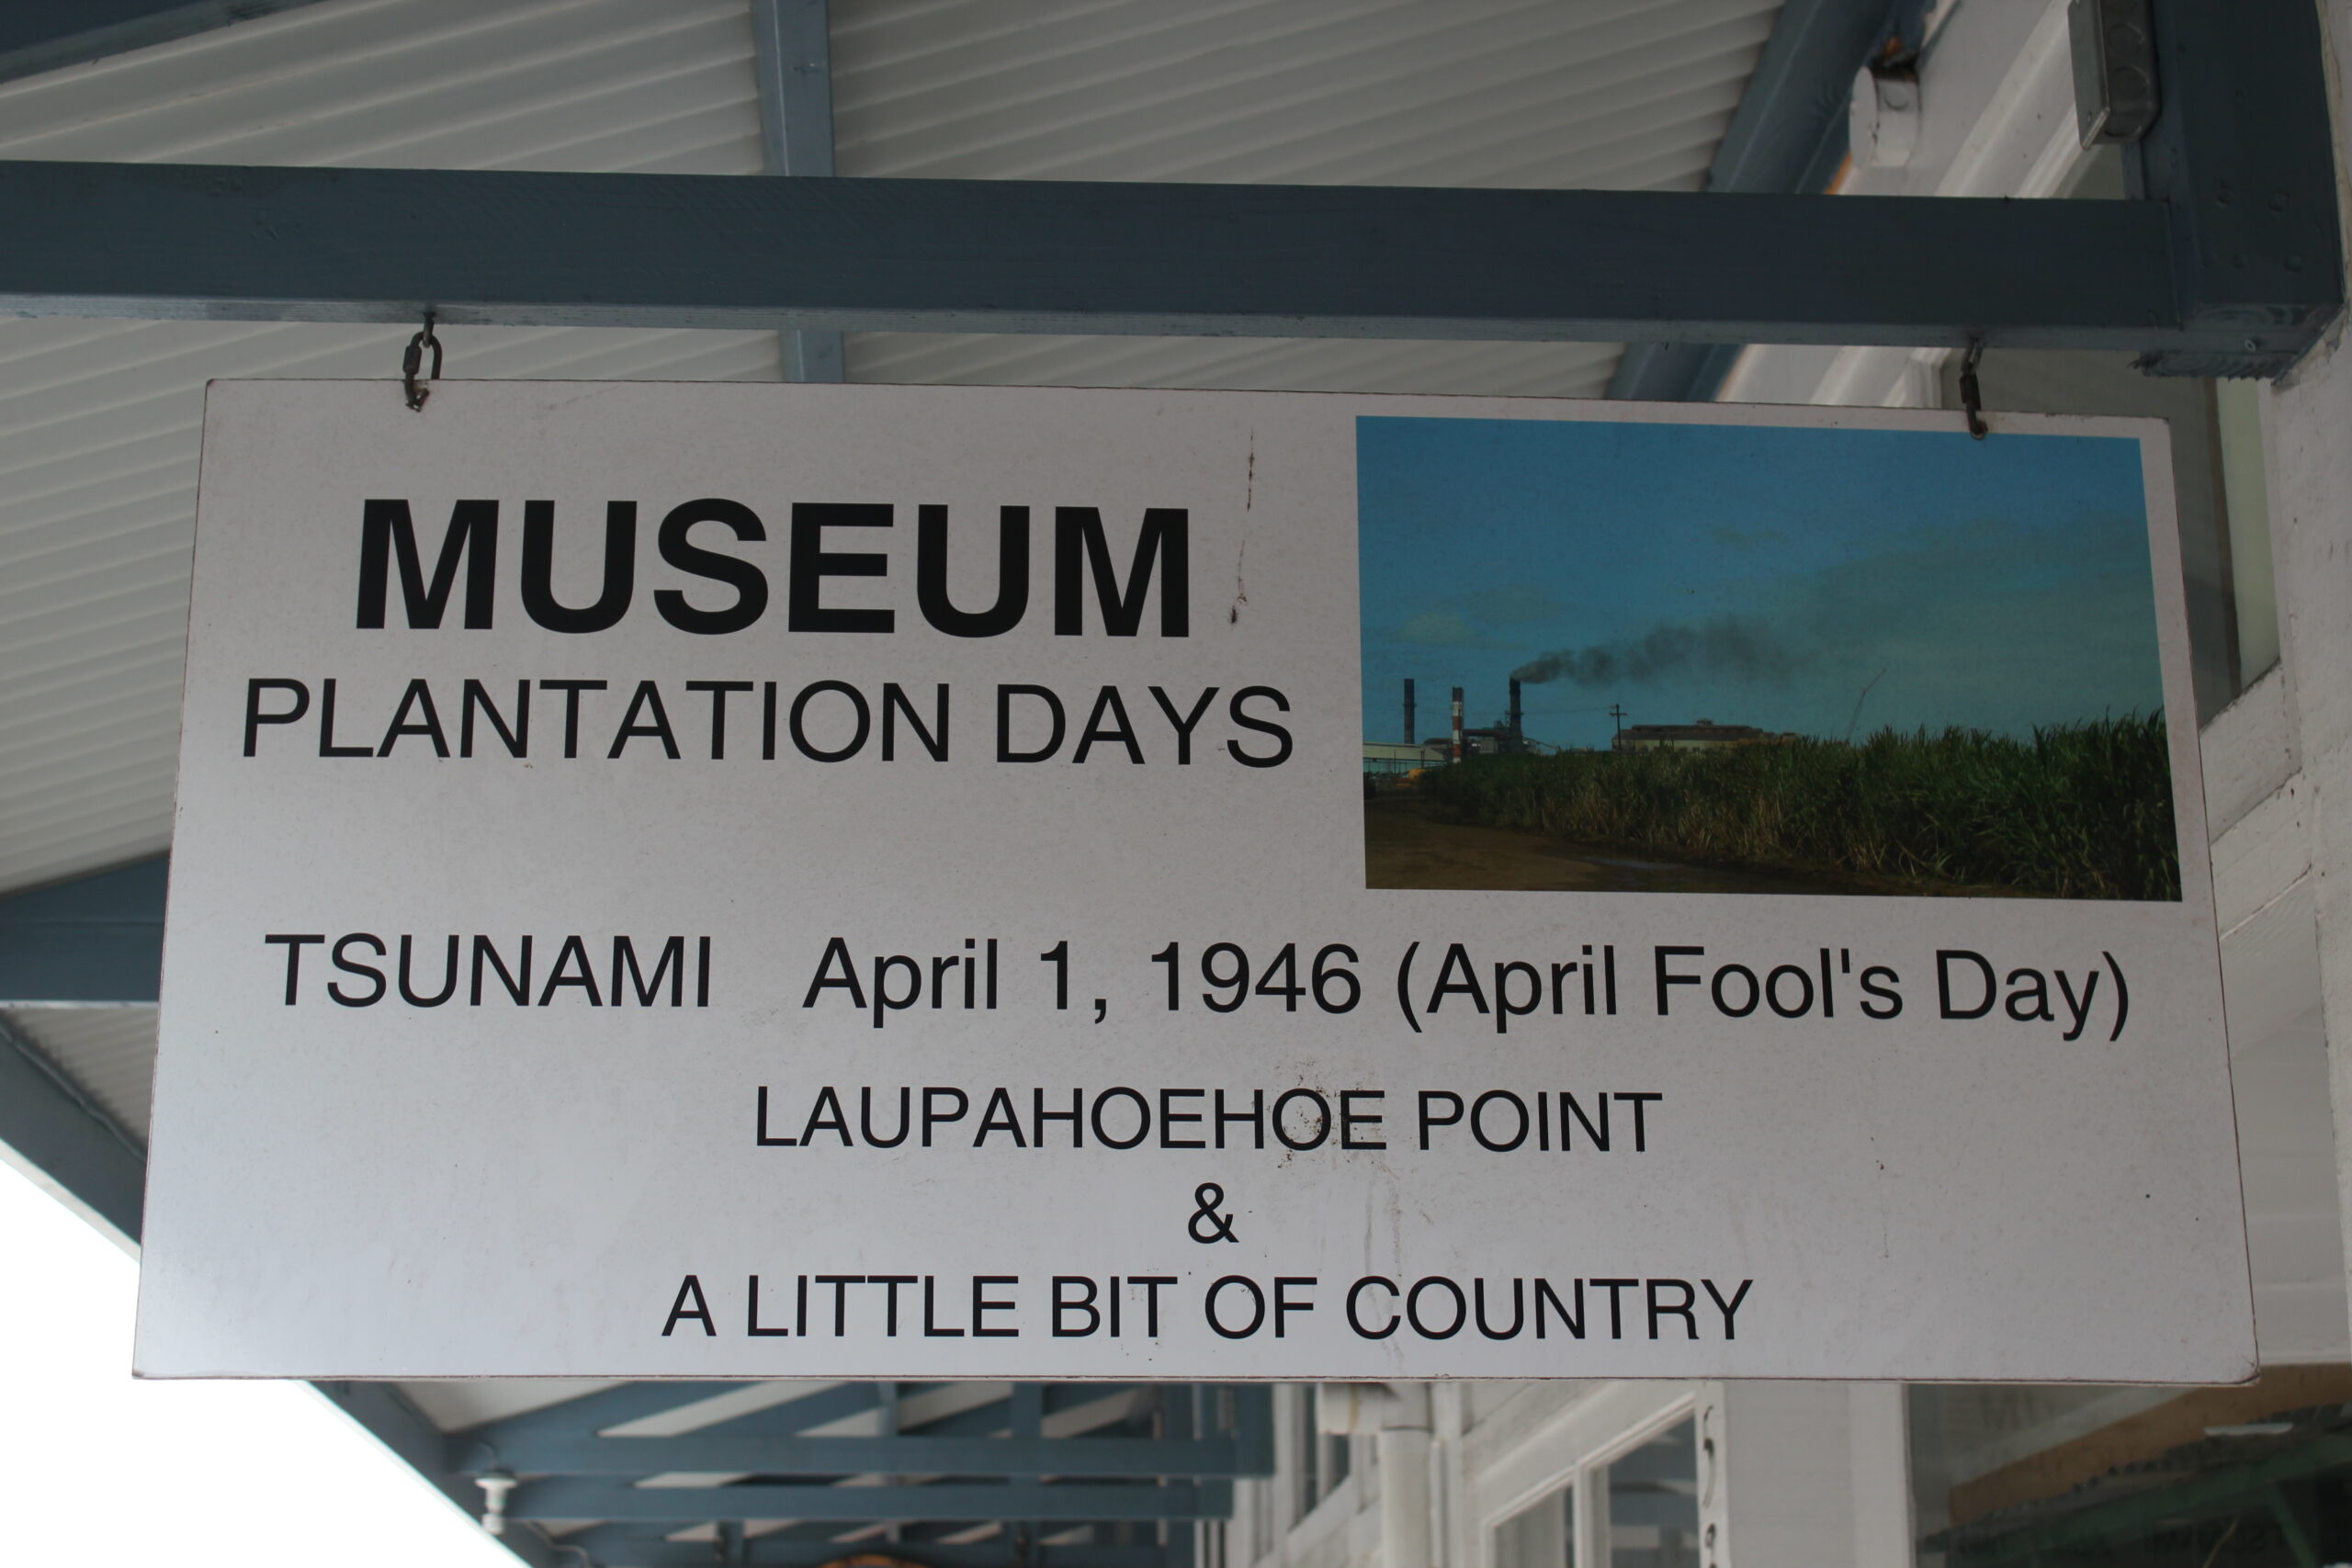 MUSEUM
PLANTATION DAYS
TSUNAMI April 1, 1946 (April Fool's Day)
LAUPAHOEHOE POINT
&
A LITTLE BIT OF COUNTRY